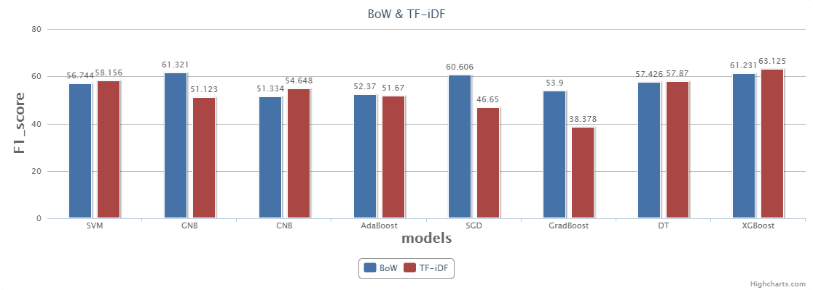 BoW & TF-iDF
80
60
40
20
0
F1_score
56.744
58.156
61.321
51.123
51.334
54.648
52.37
51.67
60.606
46.65
53.9
38.378
57.426
57.87
61.231
63.125
SVM
GNB
CNB
AdaBoost
SGD
GradBoost
DT
XGBoost
models
BoW
TF-iDF
Highcharts.com